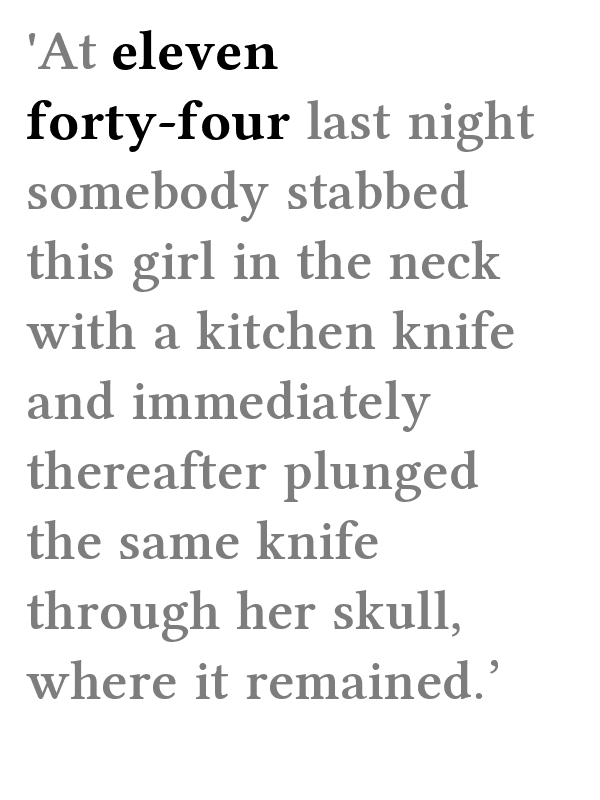 'At eleven
forty-four last night
somebody stabbed
this girl in the neck
with a kitchen knife
and immediately
thereafter plunged
the same knife
through her skull,
where it remained.’